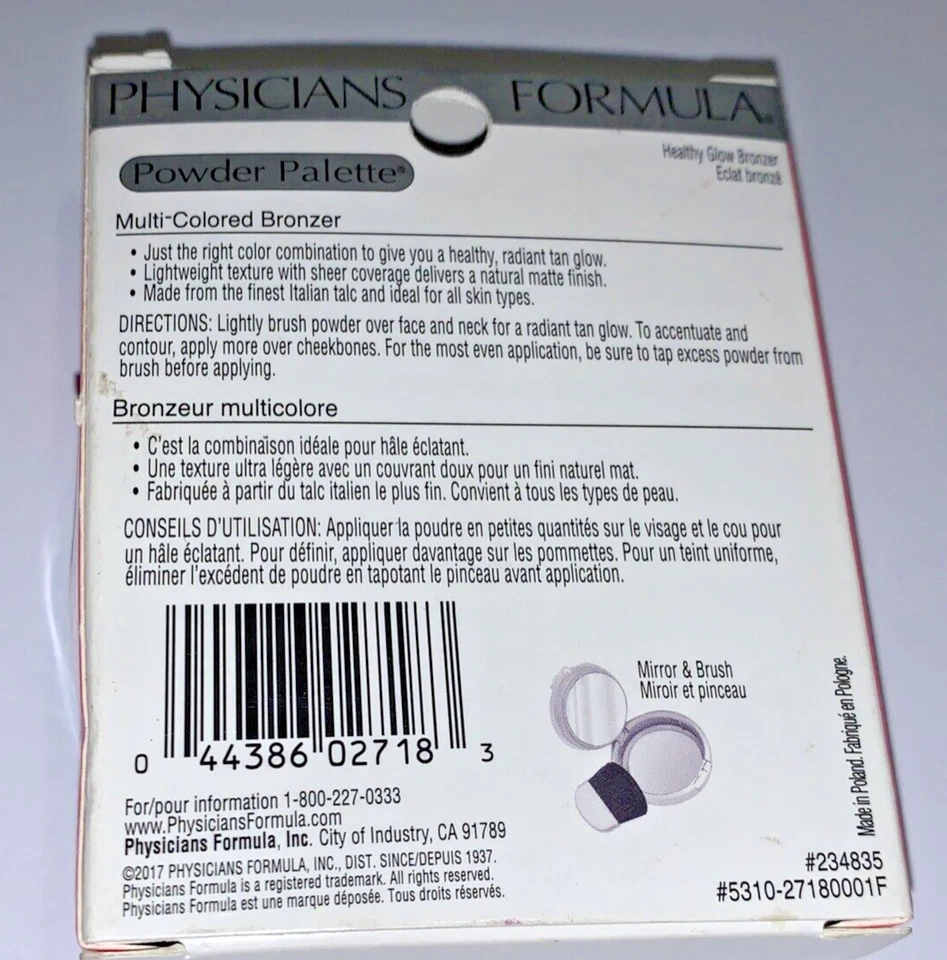 PHYSICIANS FORMULA®
Healthy Glow Bronzer
Eclat bronzé
Powder Palette®
Multi-Colored Bronzer
• Just the right color combination to give you a healthy, radiant tan glow.
• Lightweight texture with sheer coverage delivers a natural matte finish.
• Made from the finest Italian talc and ideal for all skin types.
DIRECTIONS: Lightly brush powder over face and neck for a radiant tan glow. To accentuate and
contour, apply more over cheekbones. For the most even application, be sure to tap excess powder from
brush before applying.
Bronzeur multicolore
• C'est la combinaison idéale pour hâle éclatant.
• Une texture ultra légère avec un couvrant doux pour un fini naturel mat.
• Fabriquée à partir du talc italien le plus fin. Convient à tous les types de peau.
CONSEILS D'UTILISATION: Appliquer la poudre en petites quantités sur le visage et le cou pour
un hâle éclatant. Pour définir, appliquer davantage sur les pommettes. Pour un teint uniforme,
éliminer l'excédent de poudre en tapotant le pinceau avant application.
Mirror & Brush
Miroir et pinceau
0 44386 02718 3
Made in Poland. Fabriqué en Pologne.
For/pour information 1-800-227-0333
www.PhysiciansFormula.com
Physicians Formula, Inc. City of Industry, CA 91789
©2017 PHYSICIANS FORMULA, INC., DIST. SINCE/DEPUIS 1937.
Physicians Formula is a registered trademark. All rights reserved.
Physicians Formula est une marque déposée. Tous droits réservés.
#234835
#5310-27180001F